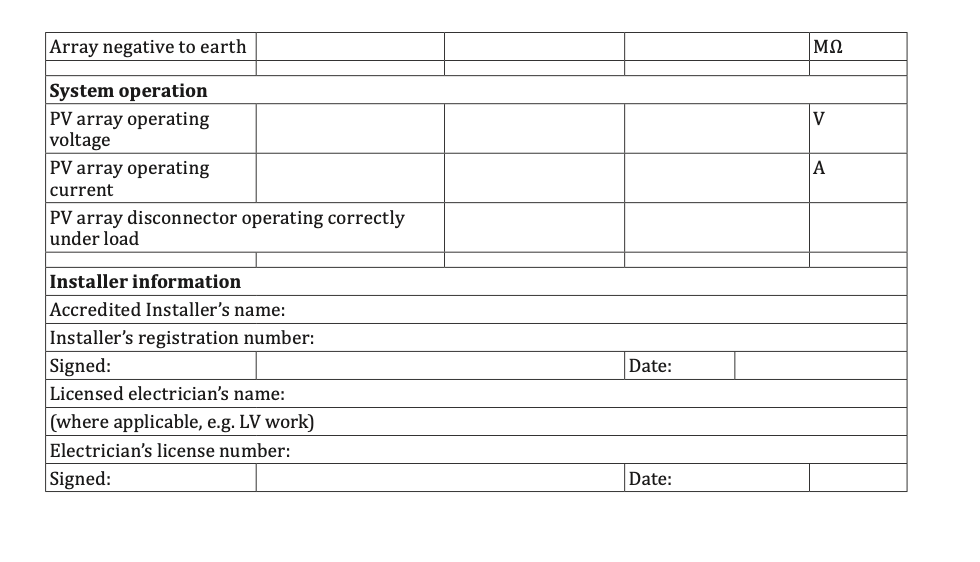 Array negative to earth MΩ
System operation
PV array operating V
voltage
PV array operating A
current
PV array disconnector operating correctly
under load
Installer information
Accredited Installer’s name:
Installer’s registration number:
Signed: Date:
Licensed electrician’s name:
(where applicable, e.g. LV work)
Electrician’s license number:
Signed: Date: